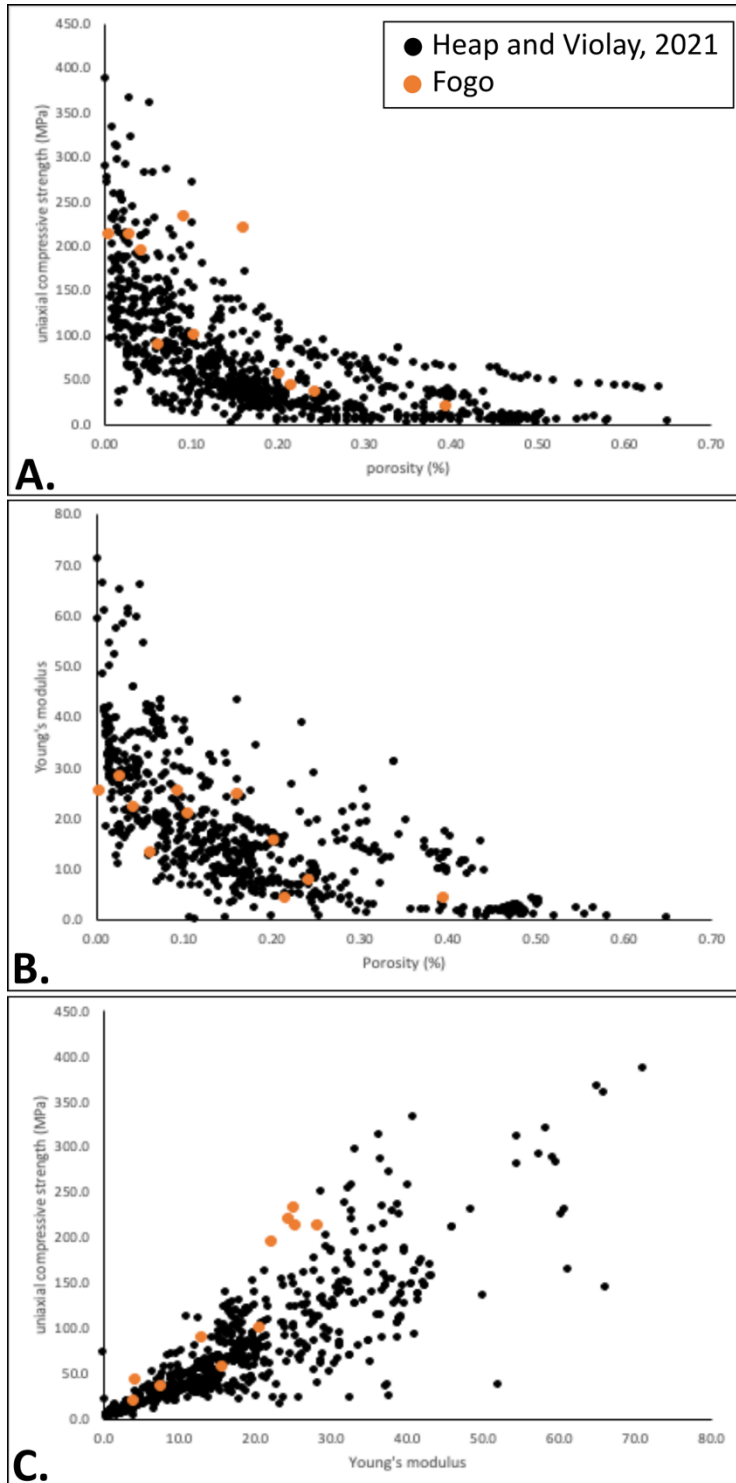 Heap and Violay, 2021
Fogo
450.0
400.0
350.0
300.0
250.0
200.0
150.0
100.0
50.0
0.0
uniaxial compressive strength (MPa)
0.00 0.10 0.20 0.30 0.40 0.50 0.60 0.70
porosity (%)
A.
80.0
70.0
60.0
50.0
40.0
30.0
20.0
10.0
0.0
Young's modulus
0.00 0.10 0.20 0.30 0.40 0.50 0.60 0.70
Porosity (%)
B.
450.0
400.0
350.0
300.0
250.0
200.0
150.0
100.0
50.0
0.0
uniaxial compressive strength (MPa)
0.0 10.0 20.0 30.0 40.0 50.0 60.0 70.0 80.0
Young's modulus
C.